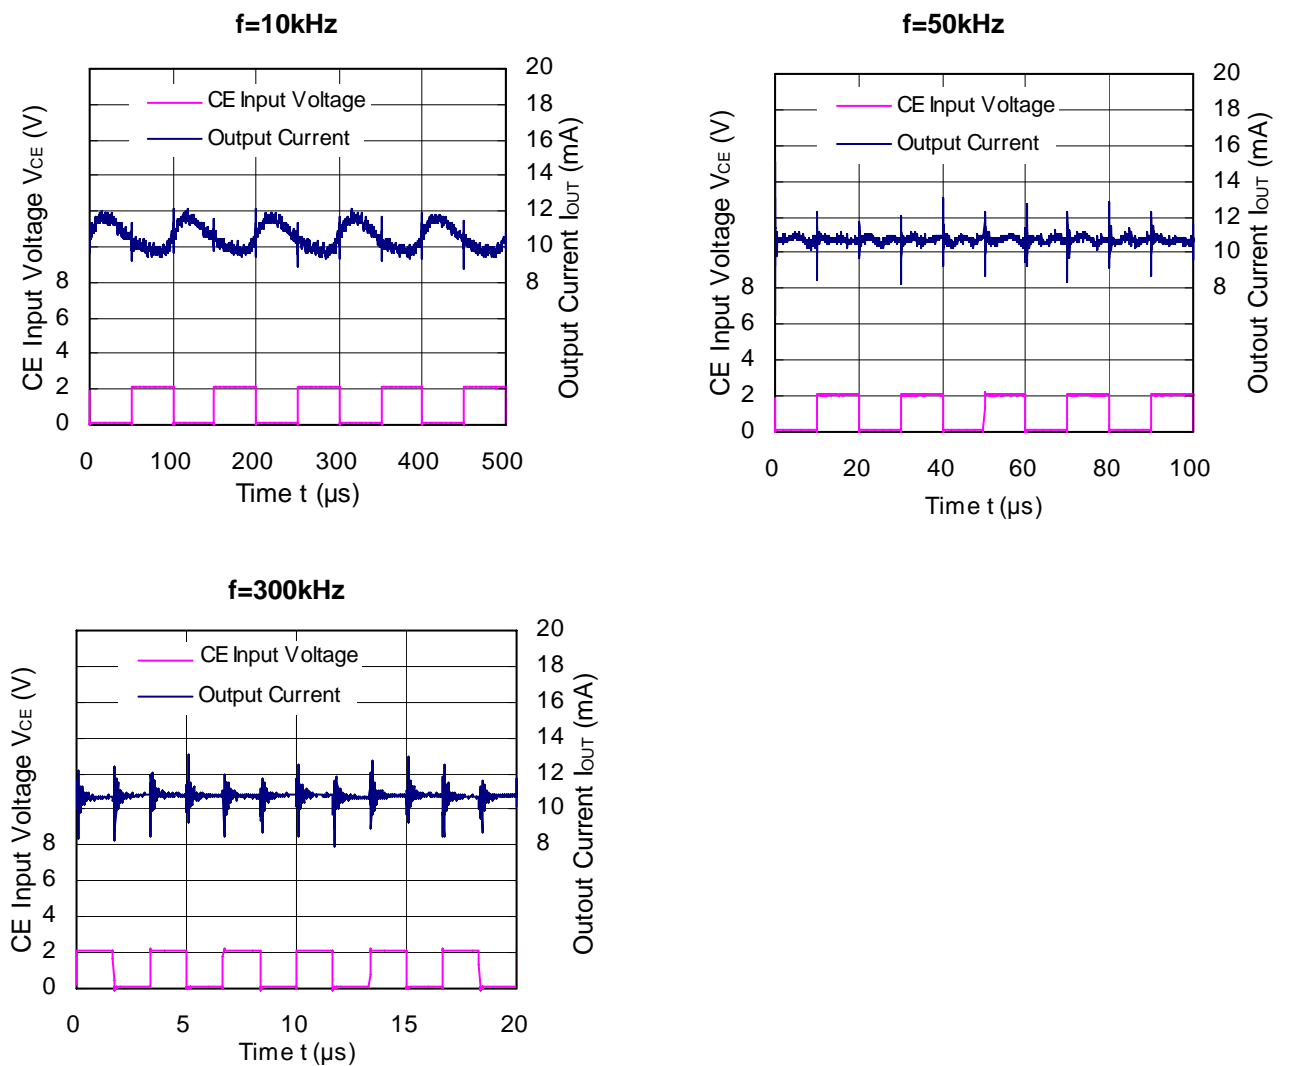 f=10kHz
CE Input Voltage
Output Current
CE Input Voltage VCE (V)
8
6
4
2
0
20
18
16
14
12
10
8
Output Current IOUT (mA)
0 100 200 300 400 500
Time t (μs)
f=50kHz
CE Input Voltage
Output Current
CE Input Voltage VCE (V)
8
6
4
2
0
20
18
16
14
12
10
8
Outout Current IOUT (mA)
0 20 40 60 80 100
Time t (μs)
f=300kHz
CE Input Voltage
Output Current
CE Input Voltage VCE (V)
8
6
4
2
0
20
18
16
14
12
10
8
Outout Current IOUT (mA)
0 5 10 15 20
Time t (μs)